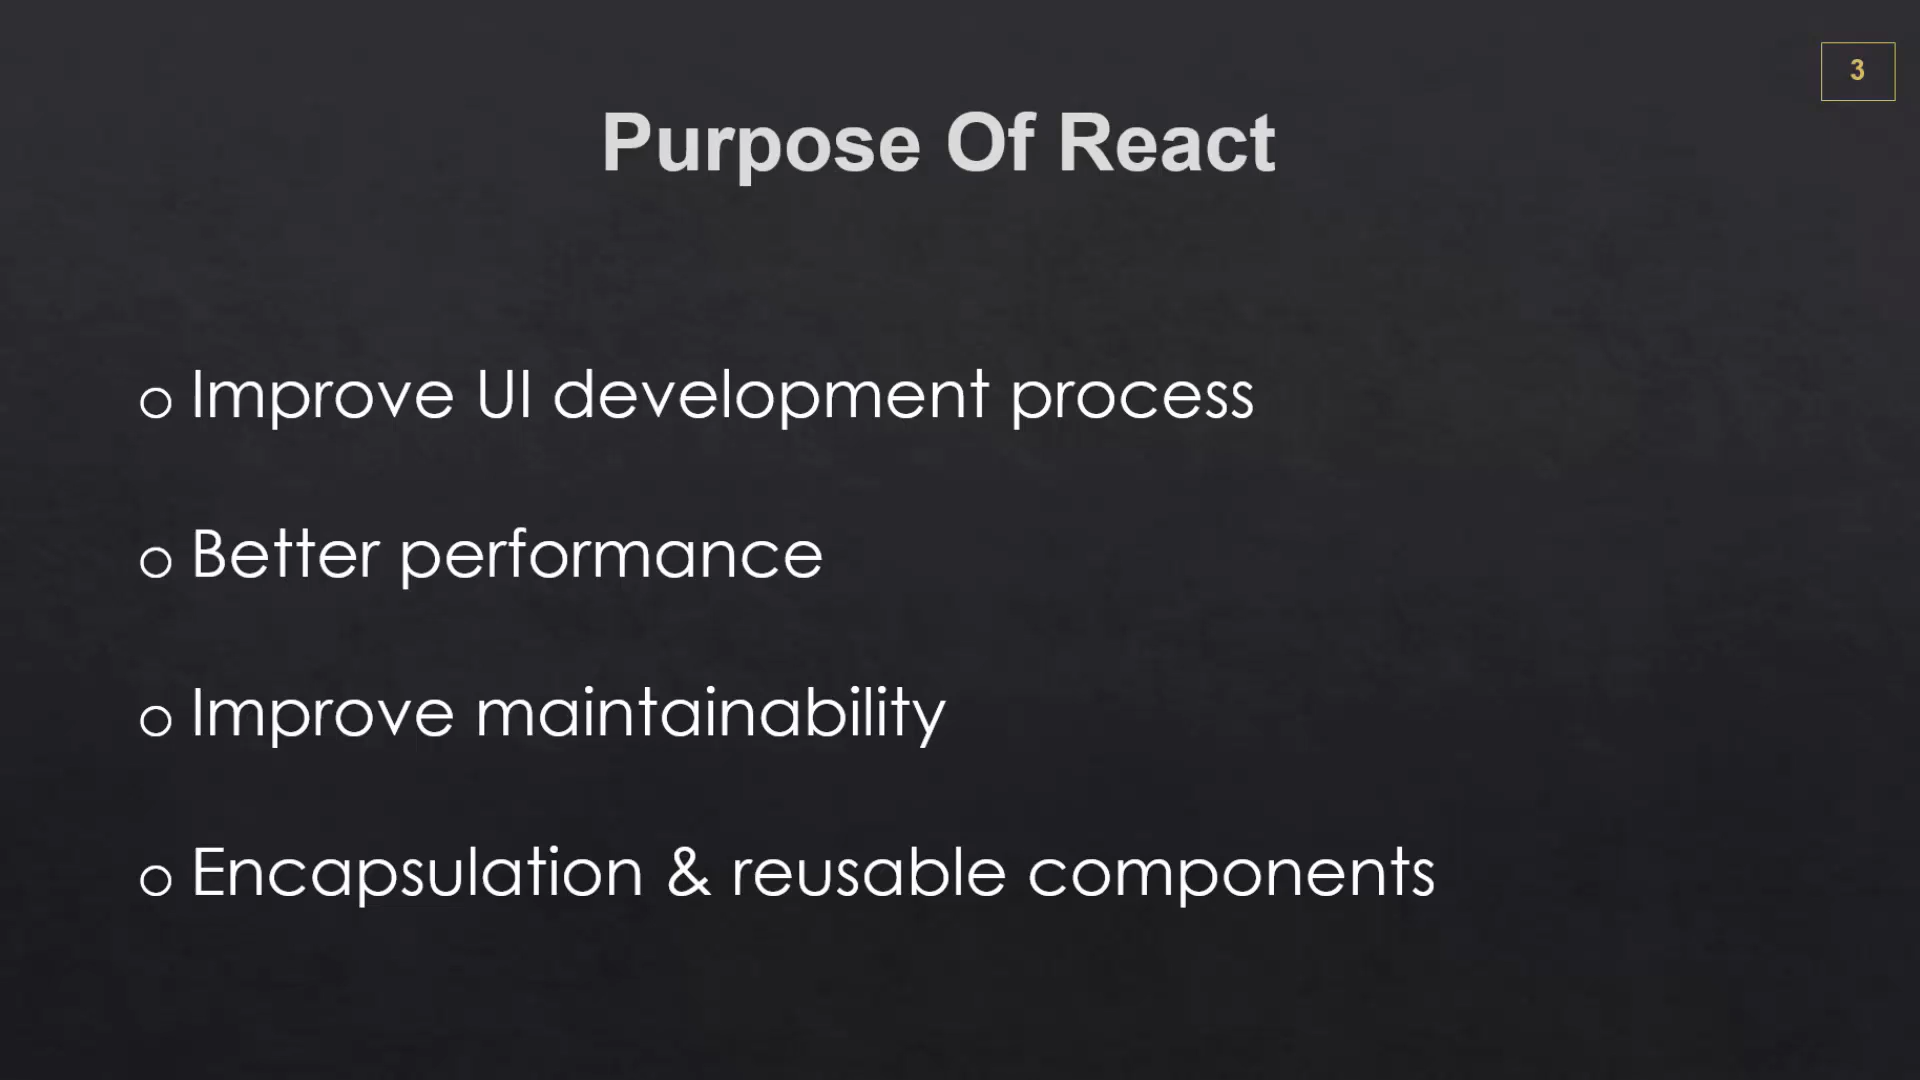 3
Purpose Of React
o Improve UI development process
o Better performance
o Improve maintainability
o Encapsulation & reusable components